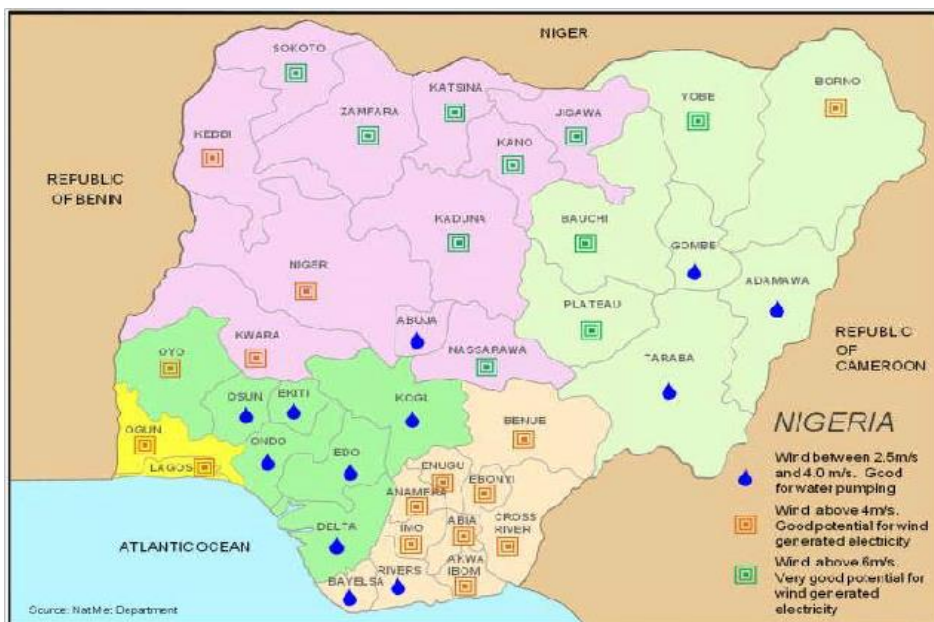 NIGER
SOKOTO
KATSINA
YOBE
BORNO
ZAMFARA
JIGAWA
KEDDI
KANO
REPUBLIC
OF BENIN
KADUNA
BAUCHI
GOMBE
ADAMAWA
NIGER
PLATEAU
ABUJA
KWARA
NASSARAWA
TARABA
REPUBLIC
OF
CAMEROON
OYO
OSUN
EKITI
KOGI
BENUE
NIGERIA
OGUN
ONDO
EDO
LAGOS
ENUGU
EBONYI
ANAMBRA
Wind between 2.5m/s
and 4.0 m/s. Good
for water pumping
IMO
ABIA
CROSS
RIVER
DELTA
Wind above 4m/s.
Good potential for wind
generated electricity
ATLANTIC OCEAN
AKWA
IBOM
BAYELSA
RIVERS
Wind above 6m/s.
Very good potential for
wind generated
electricity
Source: NatMet Department